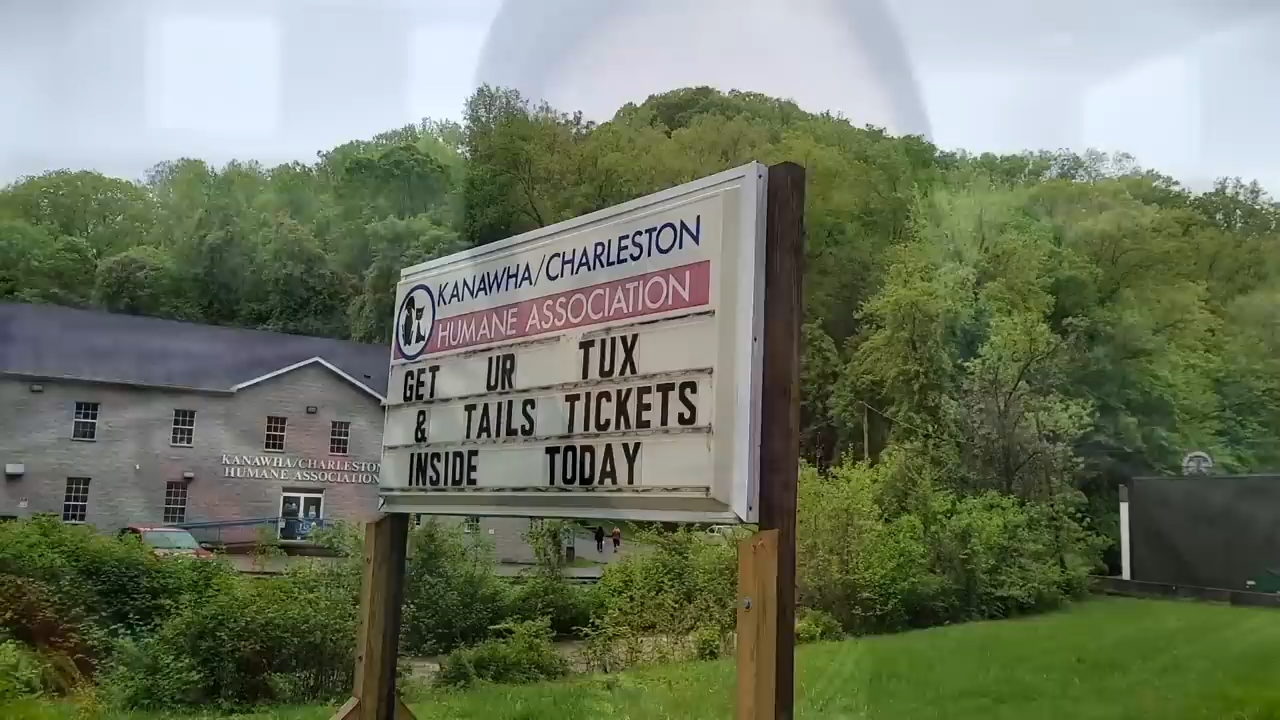 KANAWHA/CHARLESTON
HUMANE ASSOCIATION
GET UR TUX
& TAILS TICKETS
INSIDE TODAY
KANAWHA/CHARLESTON
HUMANE ASSOCIATION